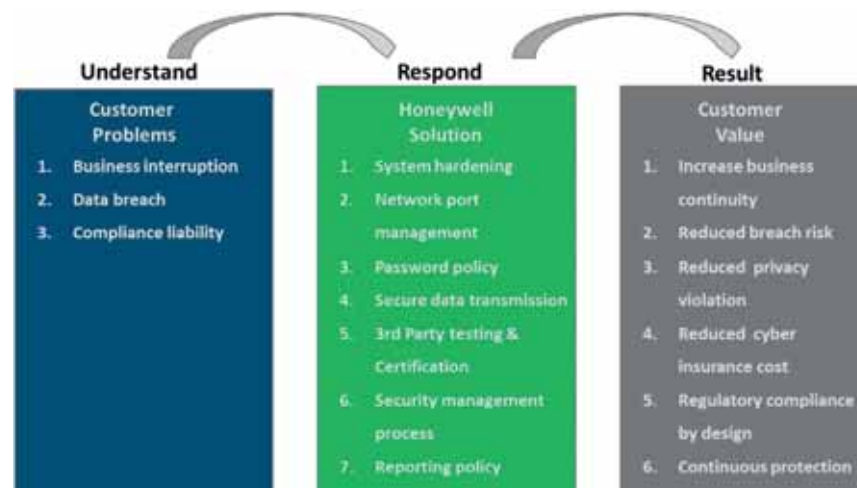 Understand
Customer
Problems
1. Business interruption
2. Data breach
3. Compliance liability
Respond
Honeywell
Solution
1. System hardening
2. Network port
management
3. Password policy
4. Secure data transmission
5. 3rd Party testing &
Certification
6. Security management
process
7. Reporting policy
Result
Customer
Value
1. Increase business
continuity
2. Reduced breach risk
3. Reduced privacy
violation
4. Reduced cyber
insurance cost
5. Regulatory compliance
by design
6. Continuous protection